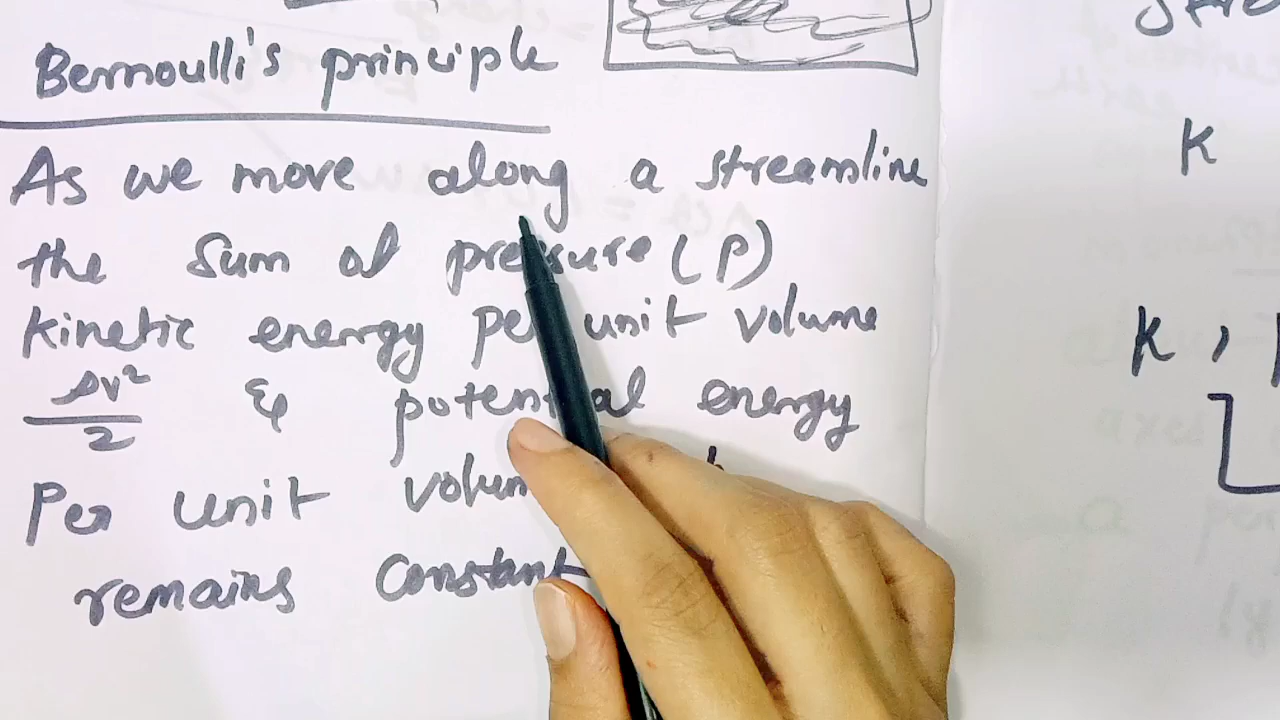 Bernoulli's principle
As we move along a streamline
the sum of pressure (P)
kinetic energy per unit volume
ρv²/2 & potential energy
Per unit volume
remains constant
K
K,